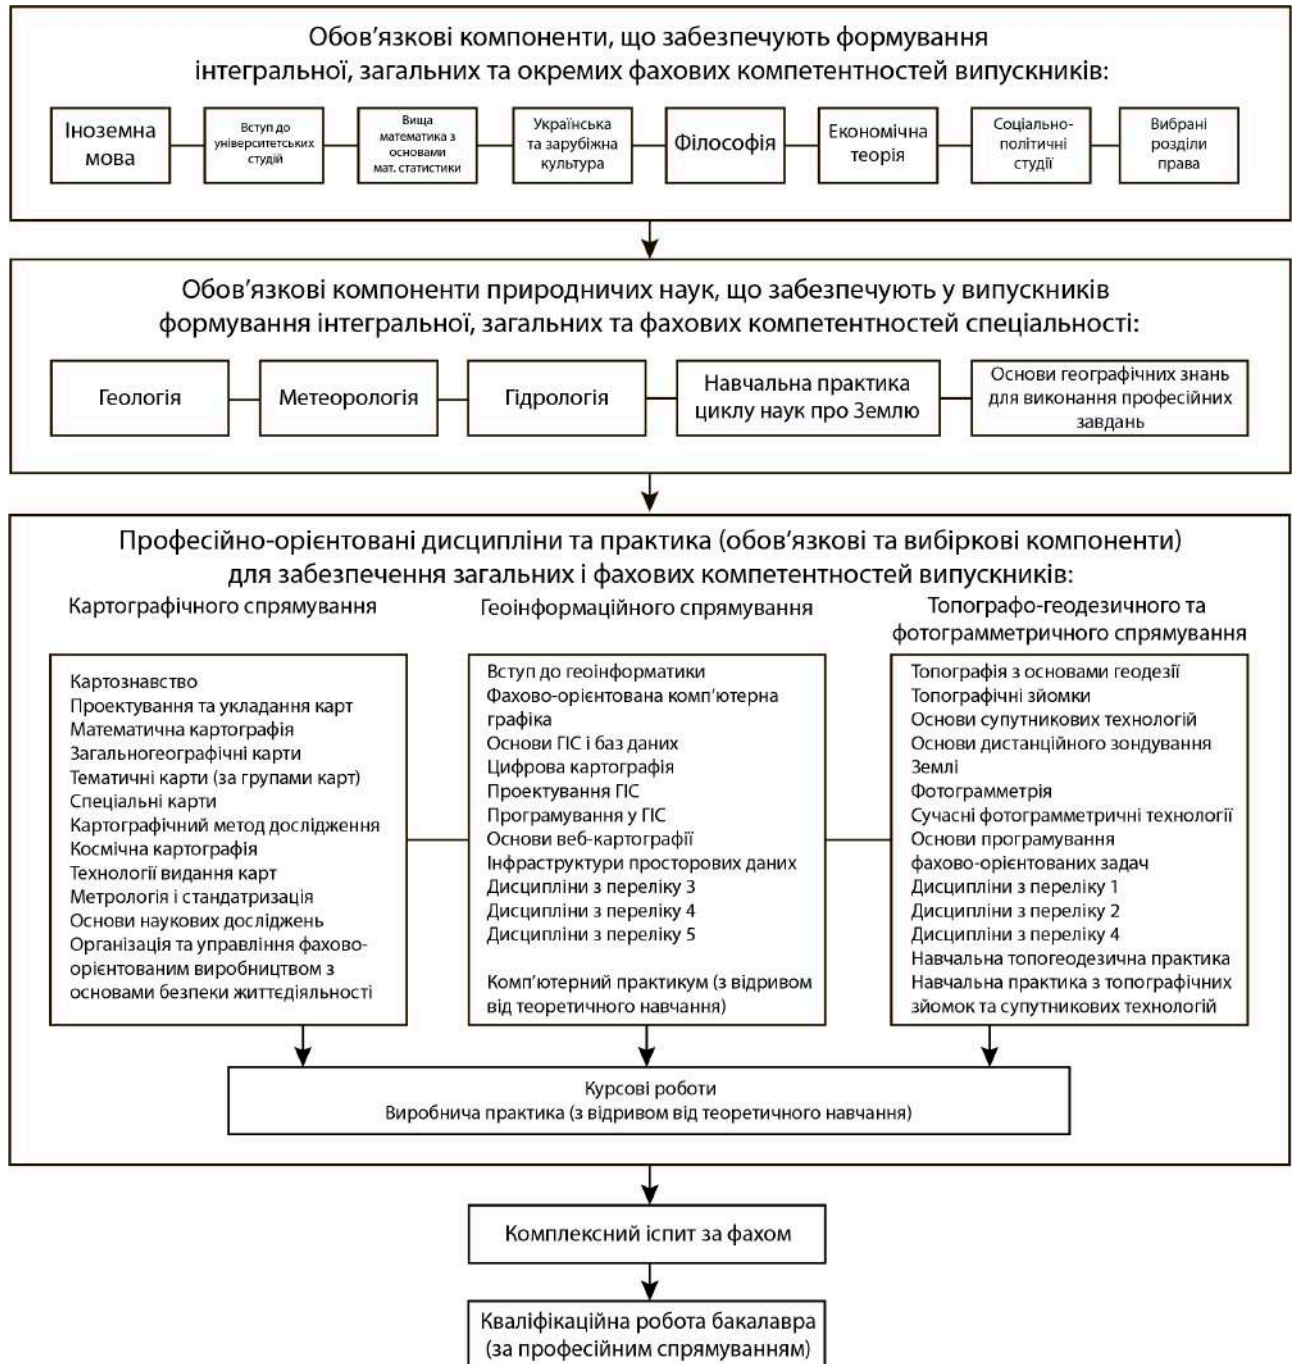 Обов’язкові компоненти, що забезпечують формування
інтегральної, загальних та окремих фахових компетентностей випускників:
Іноземна
мова
Вступ до
університетських
студій
Вища
математика з
основами
мат. статистики
Українська
та зарубіжна
культура
Філософія
Економічна
теорія
Соціально-
політичні
студії
Вибрані
розділи
права
Обов’язкові компоненти природничих наук, що забезпечують у випускників
формування інтегральної, загальних та фахових компетентностей спеціальності:
Геологія
Метеорологія
Гідрологія
Навчальна практика
циклу наук про Землю
Основи географічних знань
для виконання професійних
завдань
Професійно-орієнтовані дисципліни та практика (обов’язкові та вибіркові компоненти)
для забезпечення загальних і фахових компетентностей випускників:
Картографічного спрямування
Картознавство
Проектування та укладання карт
Математична картографія
Загальногеографічні карти
Тематичні карти (за групами карт)
Спеціальні карти
Картографічний метод дослідження
Космічна картографія
Технології видання карт
Метрологія і стандатризація
Основи наукових досліджень
Організація та управління фахово-
орієнтованим виробництвом з
основами безпеки життєдіяльності
Геоінформаційного спрямування
Вступ до геоінформатики
Фахово-орієнтована комп’ютерна
графіка
Основи ГІС і баз даних
Цифрова картографія
Проектування ГІС
Програмування у ГІС
Основи веб-картографії
Інфраструктури просторових даних
Дисципліни з переліку 3
Дисципліни з переліку 4
Дисципліни з переліку 5
Комп’ютерний практикум (з відривом
від теоретичного навчання)
Топографо-геодезичного та
фотограмметричного спрямування
Топографія з основами геодезії
Топографічні зйомки
Основи супутникових технологій
Основи дистанційного зондування
Землі
Фотограмметрія
Сучасні фотограмметричні технології
Основи програмування
фахово-орієнтованих задач
Дисципліни з переліку 1
Дисципліни з переліку 2
Дисципліни з переліку 4
Навчальна топогеодезична практика
Навчальна практика з топографічних
зйомок та супутникових технологій
Курсові роботи
Виробнича практика (з відривом від теоретичного навчання)
Комплексний іспит за фахом
Кваліфікаційна робота бакалавра
(за професійним спрямуванням)